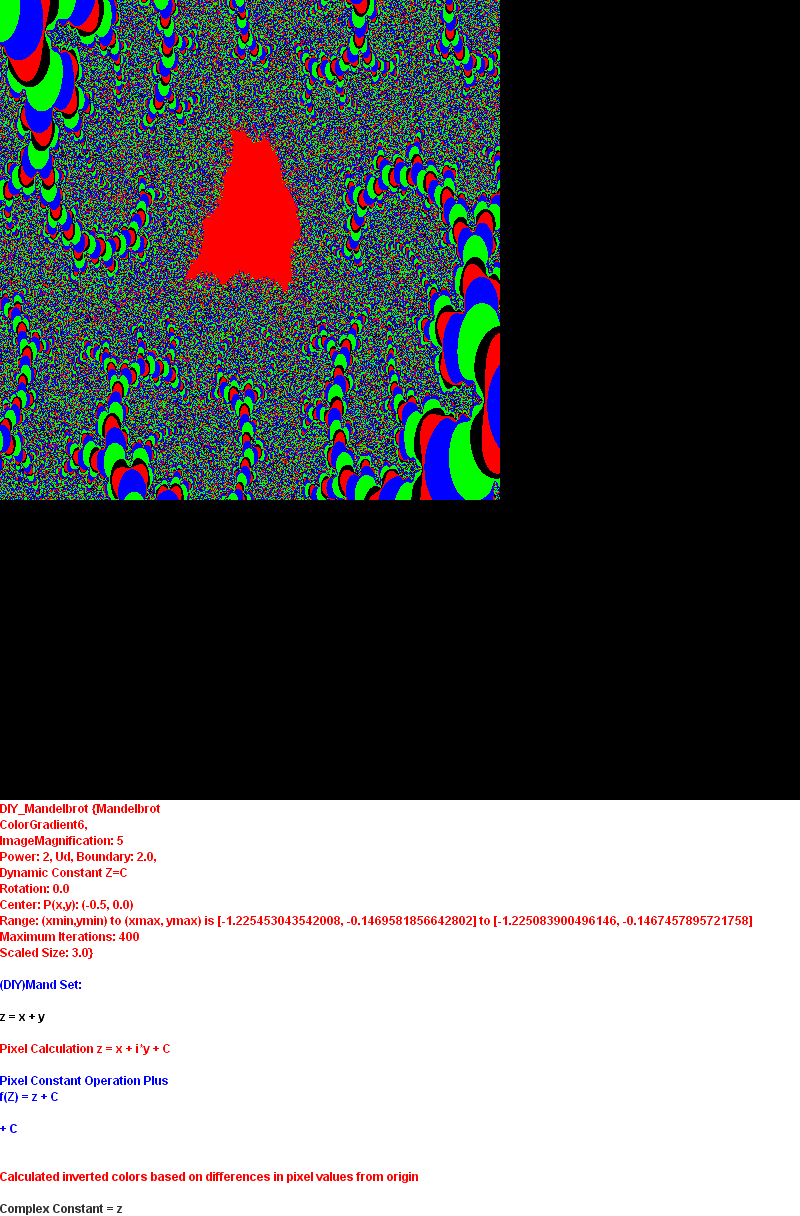 DIY_Mandelbrot {Mandelbrot
ColorGradient6,
ImageMagnification: 5
Power: 2, Ud, Boundary: 2.0,
Dynamic Constant Z=C
Rotation: 0.0
Center: P(x,y): (-0.5, 0.0)
Range: (xmin,ymin) to (xmax, ymax) is [-1.225453043542008, -0.1469581856642802] to [-1.225083900496146, -0.1467457895721758]
Maximum Iterations: 400
Scaled Size: 3.0}
(DIY)Mand Set:
z = x + y
Pixel Calculation z = x + i*y + C
Pixel Constant Operation Plus
f(Z) = z + C
+ C
Calculated inverted colors based on differences in pixel values from origin
Complex Constant = z